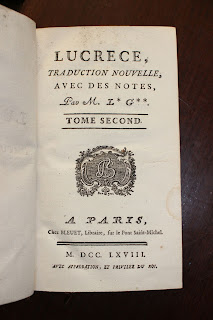 LUCRECE,
TRADUCTION NOUVELLE,
AVEC DES NOTES,
Par M. L* G**.
TOME SECOND.
A PARIS,
Chez BLEUET, Libraire, sur le Pont Saint-Michel.
M. DCC. LXVIII.
AVEC APPROBATION, ET PRIVILEGE DU ROI.